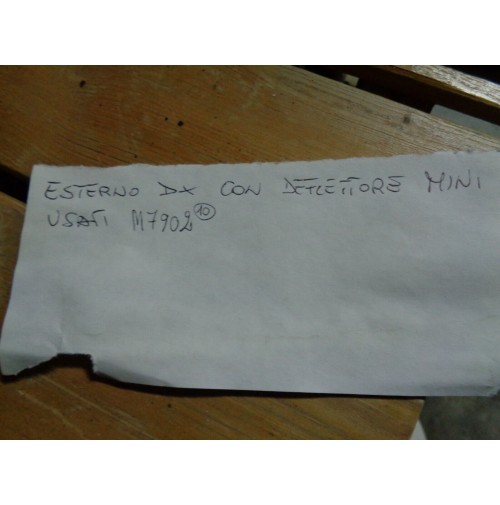 ESTERNO DX CON DEFLETTORE MINI
USATI M7902 10